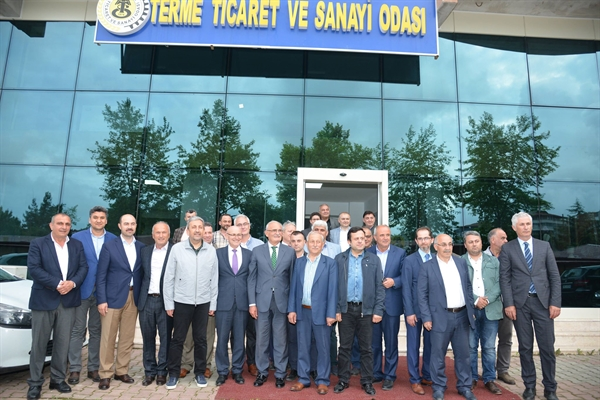 TERME TİCARET VE SANAYİ ODASI